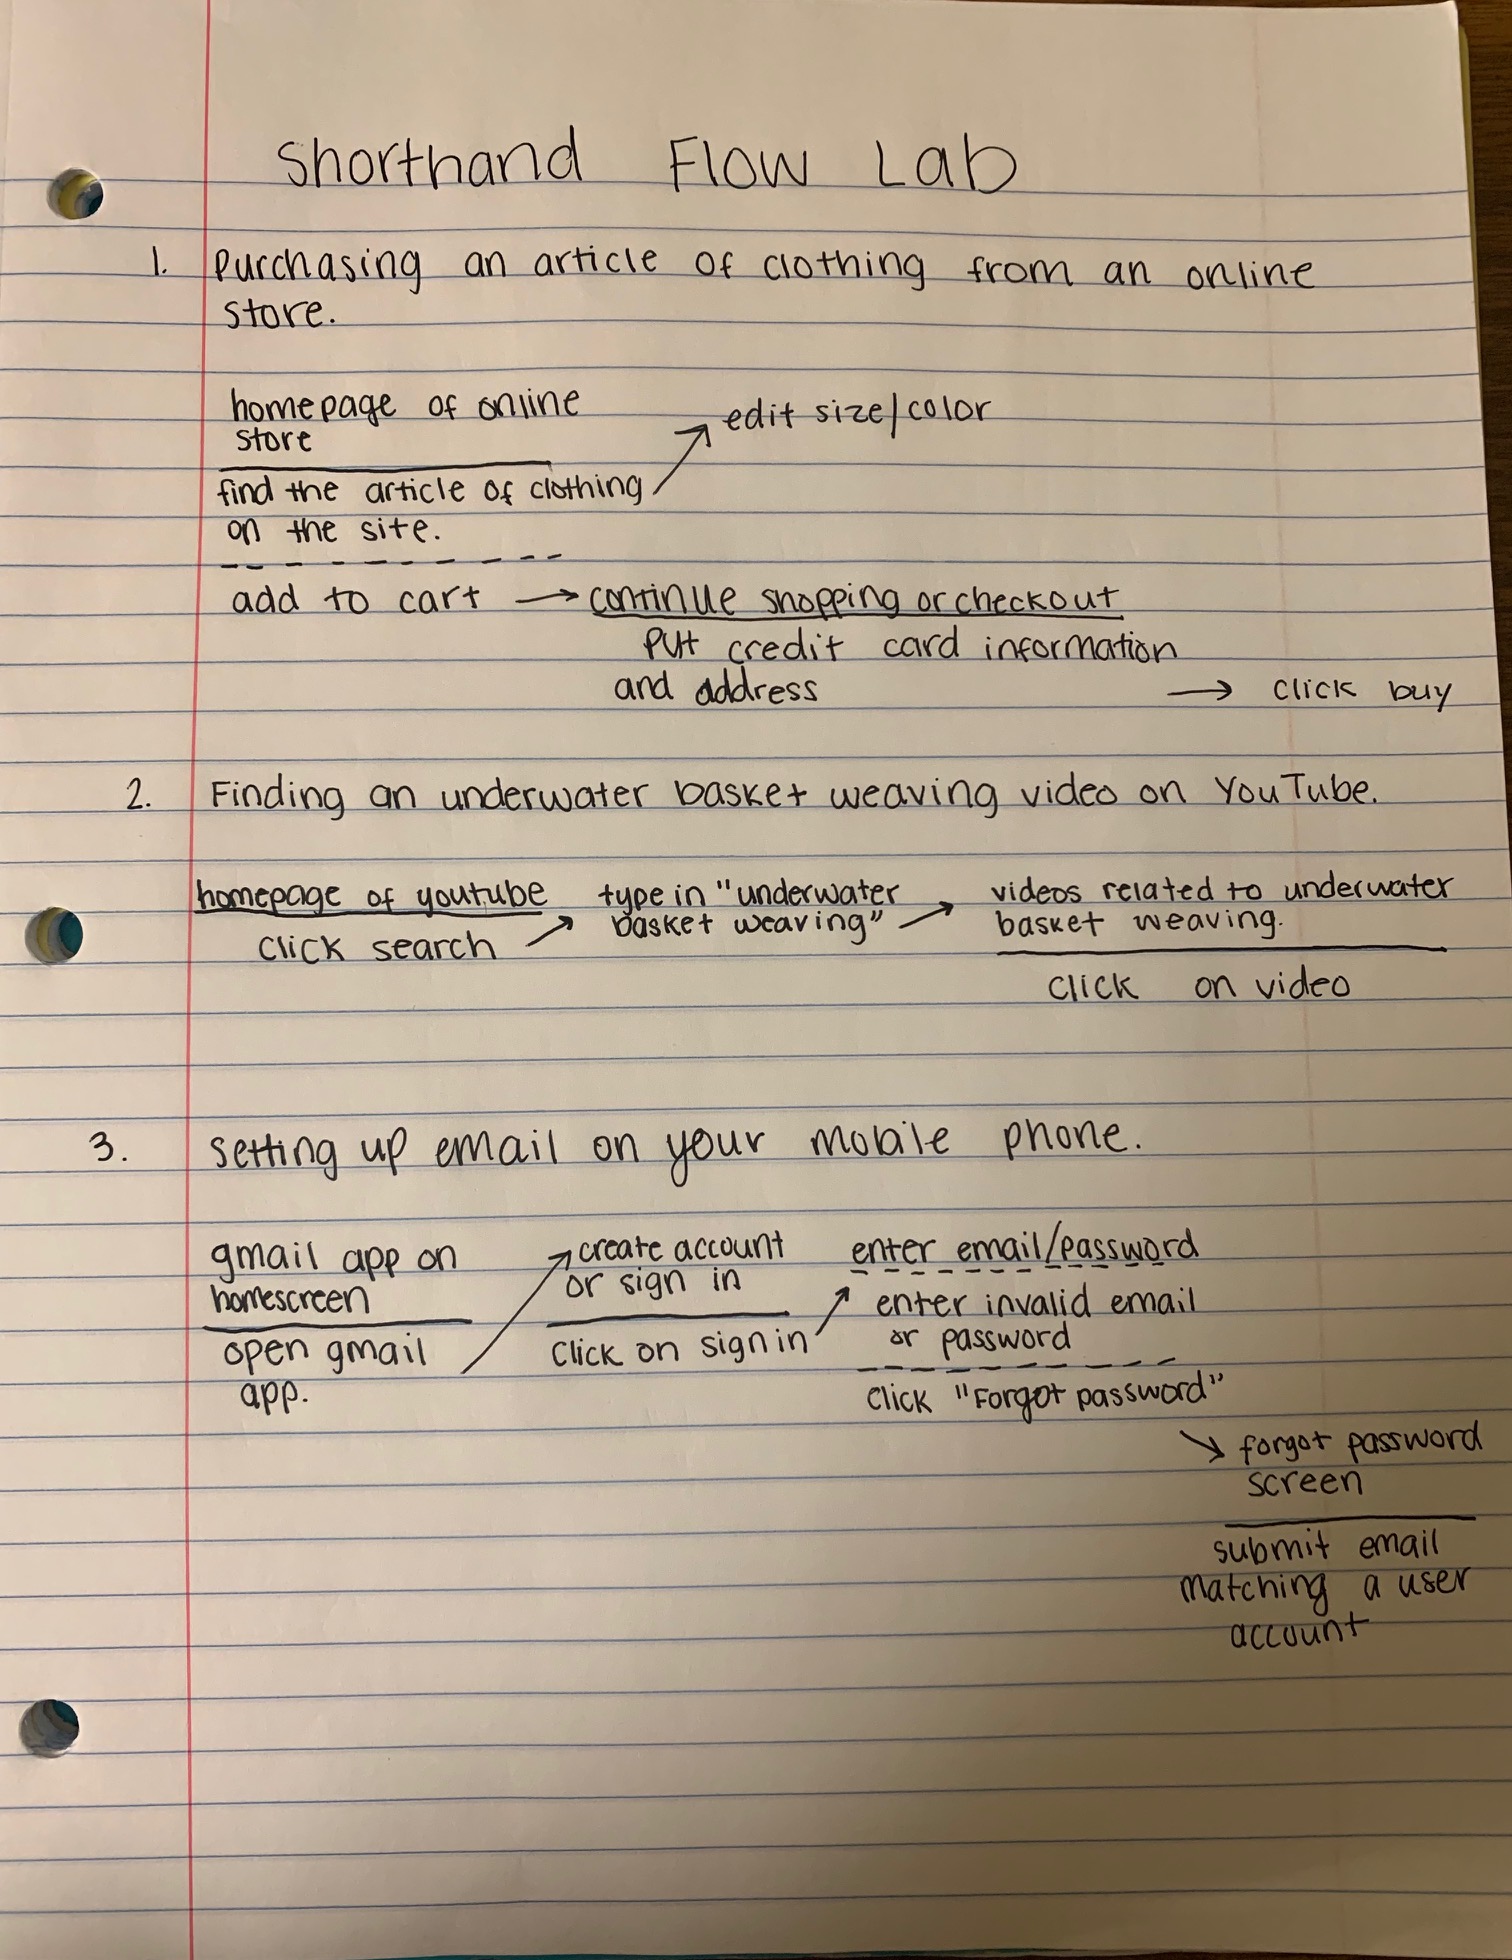 Shorthand Flow Lab
1. Purchasing an article of clothing from an online
store.
homepage of online
store
edit size/color
find the article of clothing
on the site.
add to cart → continue shopping or checkout
Put credit card information
and address → click buy
2. Finding an underwater basket weaving video on YouTube.
homepage of youtube
click search →
type in "underwater
basket weaving" →
videos related to underwater
basket weaving.
click on video
3. Setting up email on your mobile phone.
gmail app on
homescreen
open gmail
app.
create account
or sign in
click on sign in
enter email/password
enter invalid email
or password
click "Forgot password"
↘ forgot password
screen
submit email
matching a user
account